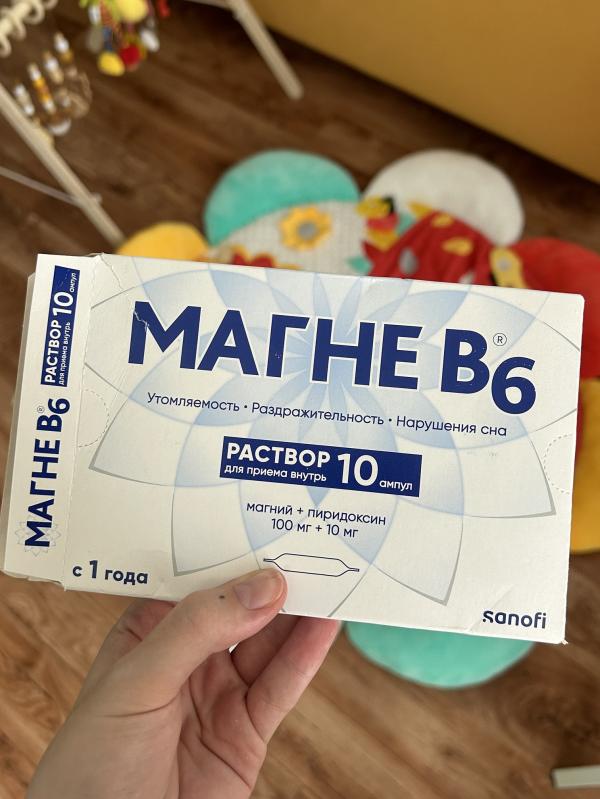 РАСТВОР 10 ампул
для приема внутрь
МАГНЕ B6®
МАГНЕ B6®
Утомляемость • Раздражительность • Нарушения сна
РАСТВОР 10 ампул
для приема внутрь
магний + пиридоксин
100 мг + 10 мг
с 1 года
sanofi